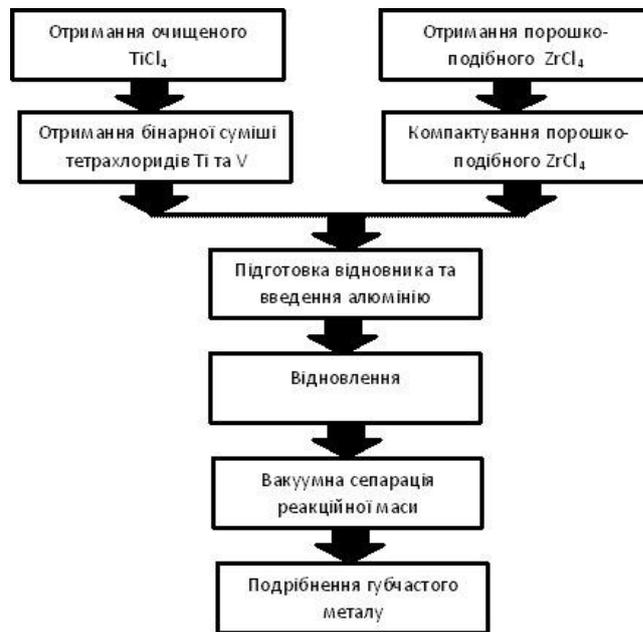 Отримання очищеного
TiCl₄
Отримання порошко-
подібного ZrCl₄
Отримання бінарної суміші
тетрахлоридів Ti та V
Компактування порошко-
подібного ZrCl₄
Підготовка відновника та
введення алюмінію
Відновлення
Вакуумна сепарація
реакційної маси
Подрібнення губчастого
металу